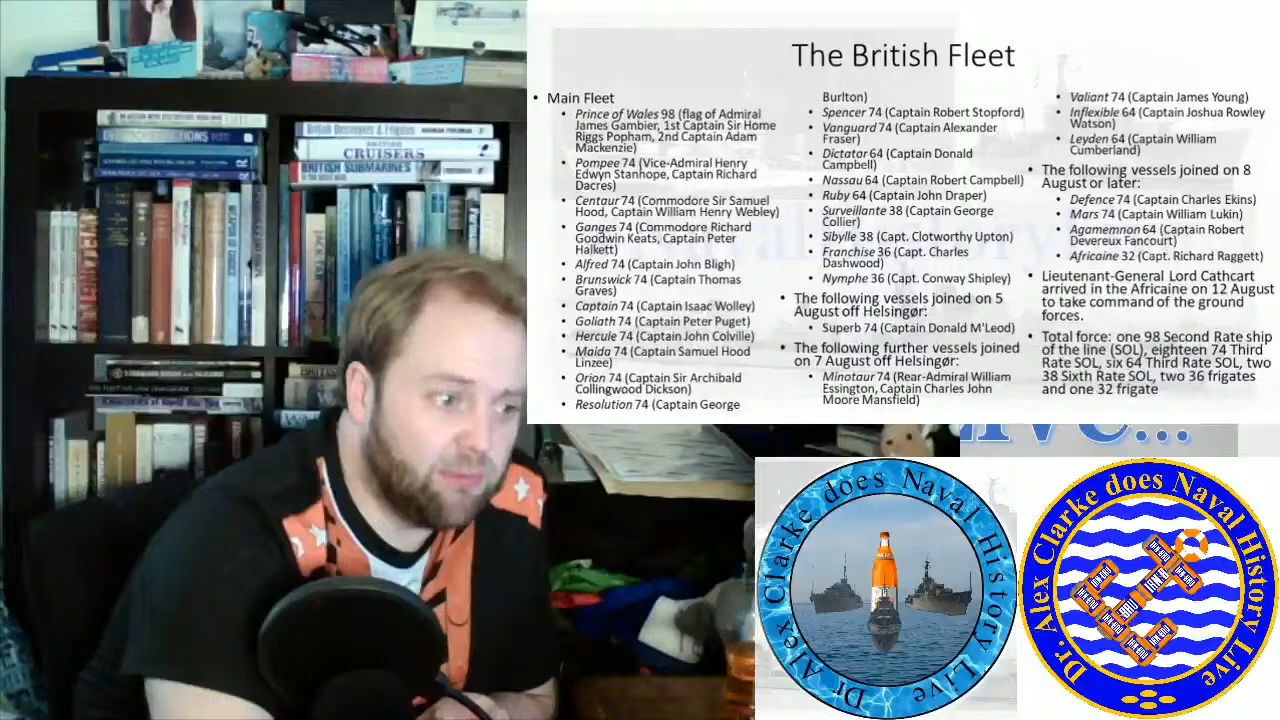 The British Fleet
• Main Fleet
• Prince of Wales 98 (flag of Admiral
James Gambier, 1st Captain Sir Home
Riggs Popham, 2nd Captain Adam
Mackenzie)
• Pompee 74 (Vice-Admiral Henry
Edwyn Stanhope, Captain Richard
Dacres)
• Centaur 74 (Commodore Sir Samuel
Hood, Captain William Henry Webley)
• Ganges 74 (Commodore Richard
Goodwin Keats, Captain Peter
Halkett)
• Alfred 74 (Captain John Bligh)
• Brunswick 74 (Captain Thomas
Graves)
• Captain 74 (Captain Isaac Wolley)
• Goliath 74 (Captain Peter Puget)
• Hercule 74 (Captain John Colville)
• Maida 74 (Captain Samuel Hood
Linzee)
• Orion 74 (Captain Sir Archibald
Collingwood Dickson)
• Resolution 74 (Captain George
Burlton)
• Spencer 74 (Captain Robert Stopford)
• Vanguard 74 (Captain Alexander
Fraser)
• Dictator 64 (Captain Donald
Campbell)
• Nassau 64 (Captain Robert Campbell)
• Ruby 64 (Captain John Draper)
• Surveillante 38 (Captain George
Collier)
• Sibylle 38 (Capt. Clotworthy Upton)
• Franchise 36 (Capt. Charles
Dashwood)
• Nymphe 36 (Capt. Conway Shipley)
• The following vessels joined on 5
August off Helsingør:
• Superb 74 (Captain Donald M'Leod)
• The following further vessels joined
on 7 August off Helsingør:
• Minotaur 74 (Rear-Admiral William
Essington, Captain Charles John
Moore Mansfield)
• Valiant 74 (Captain James Young)
• Inflexible 64 (Captain Joshua Rowley
Watson)
• Leyden 64 (Captain William
Cumberland)
• The following vessels joined on 8
August or later:
• Defence 74 (Captain Charles Ekins)
• Mars 74 (Captain William Lukin)
• Agamemnon 64 (Captain Robert
Devereux Fancourt)
• Africaine 32 (Capt. Richard Raggett)
• Lieutenant-General Lord Cathcart
arrived in the Africaine on 12 August
to take command of the ground
forces.
• Total force: one 98 Second Rate ship
of the line (SOL), eighteen 74 Third
Rate SOL, six 64 Third Rate SOL, two
38 Sixth Rate SOL, two 36 frigates
and one 32 frigate
Live...
Dr Alex Clarke does Naval History Live
Dr. Alex Clarke does Naval History Live
British Destroyers & Frigates
BRITISH
CRUISERS
BRITISH SUBMARINES